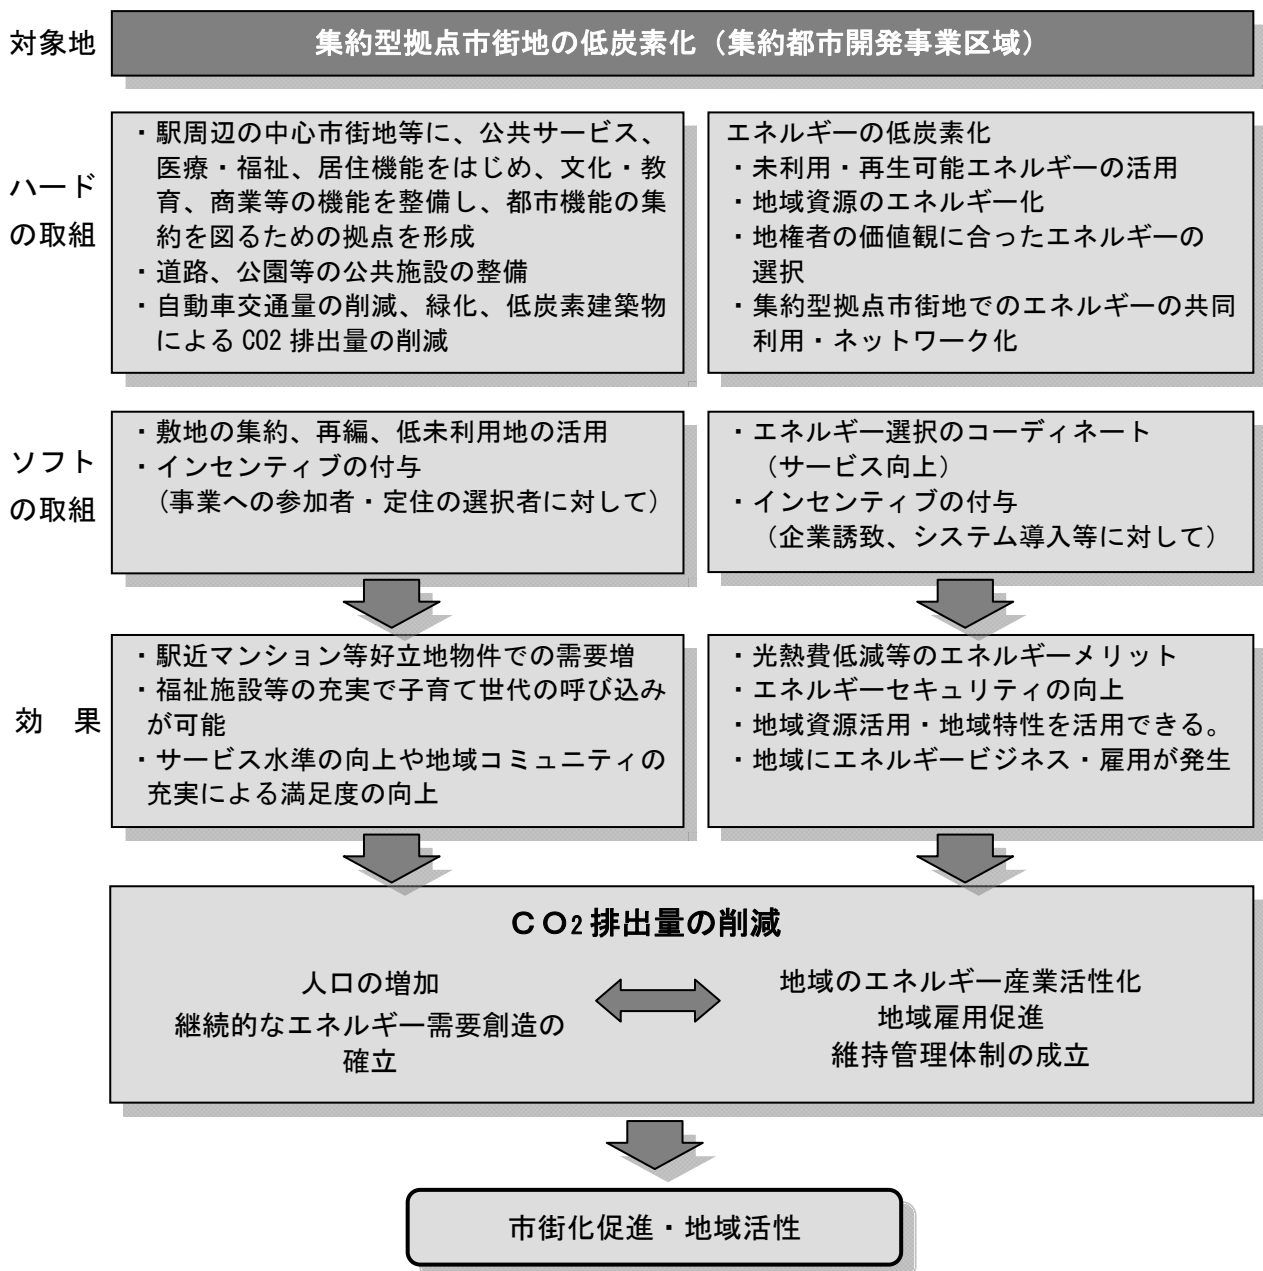 対象地
集約型拠点市街地の低炭素化（集約都市開発事業区域）
ハード
の取組
・駅周辺の中心市街地等に、公共サービス、
医療・福祉、居住機能をはじめ、文化・教
育、商業等の機能を整備し、都市機能の集
約を図るための拠点を形成
・道路、公園等の公共施設の整備
・自動車交通量の削減、緑化、低炭素建築物
による CO2 排出量の削減
エネルギーの低炭素化
・未利用・再生可能エネルギーの活用
・地域資源のエネルギー化
・地権者の価値観に合ったエネルギーの
選択
・集約型拠点市街地でのエネルギーの共同
利用・ネットワーク化
ソフト
の取組
・敷地の集約、再編、低未利用地の活用
・インセンティブの付与
（事業への参加者・定住の選択者に対して）
・エネルギー選択のコーディネート
（サービス向上）
・インセンティブの付与
（企業誘致、システム導入等に対して）
効　果
・駅近マンション等好立地物件での需要増
・福祉施設等の充実で子育て世代の呼び込み
が可能
・サービス水準の向上や地域コミュニティの
充実による満足度の向上
・光熱費低減等のエネルギーメリット
・エネルギーセキュリティの向上
・地域資源活用・地域特性を活用できる。
・地域にエネルギービジネス・雇用が発生
ＣＯ2 排出量の削減
人口の増加
継続的なエネルギー需要創造の
確立
地域のエネルギー産業活性化
地域雇用促進
維持管理体制の成立
市街化促進・地域活性